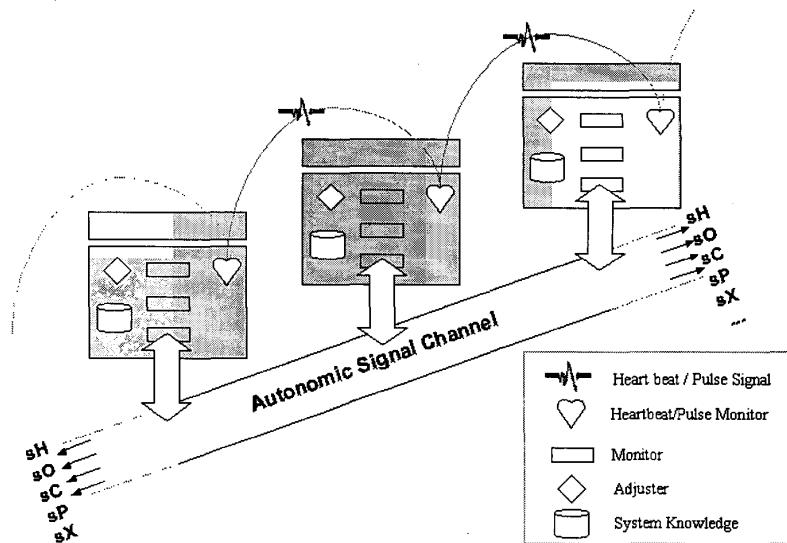 sH
sO
sC
sP
sX
...
Autonomic Signal Channel
sH
sO
sC
sP
sX
Heart beat / Pulse Signal
Heartbeat/Pulse Monitor
Monitor
Adjuster
System Knowledge